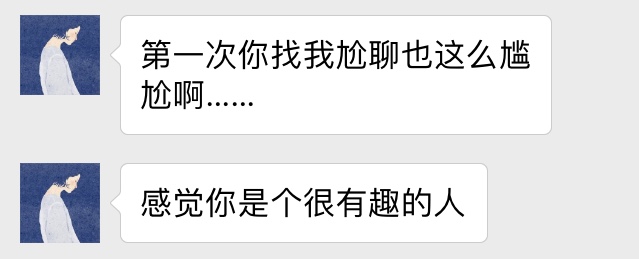 第一次你找我尬聊也这么尴
尬啊……
感觉你是个很有趣的人